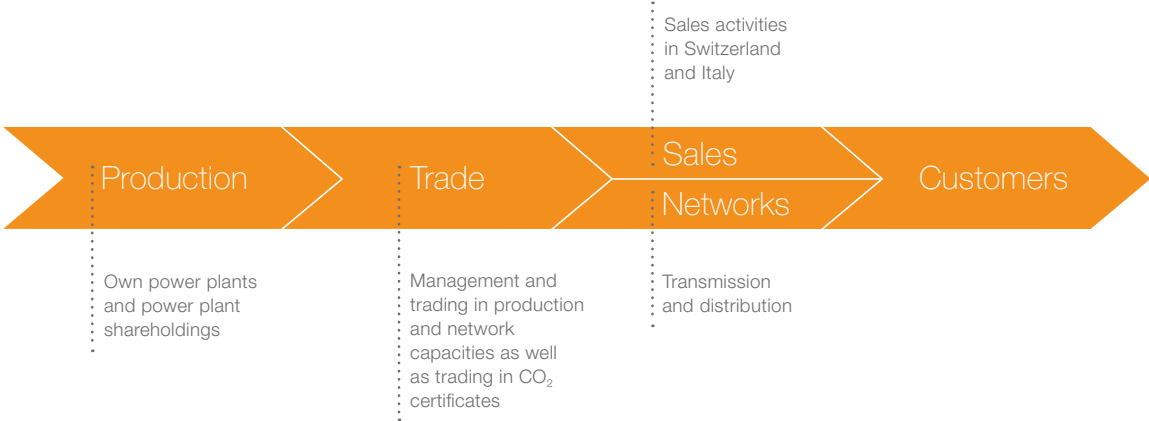 Sales activities
in Switzerland
and Italy
Production
Trade
Sales
Networks
Customers
Own power plants
and power plant
shareholdings
Management and
trading in production
and network
capacities as well
as trading in CO₂
certificates
Transmission
and distribution